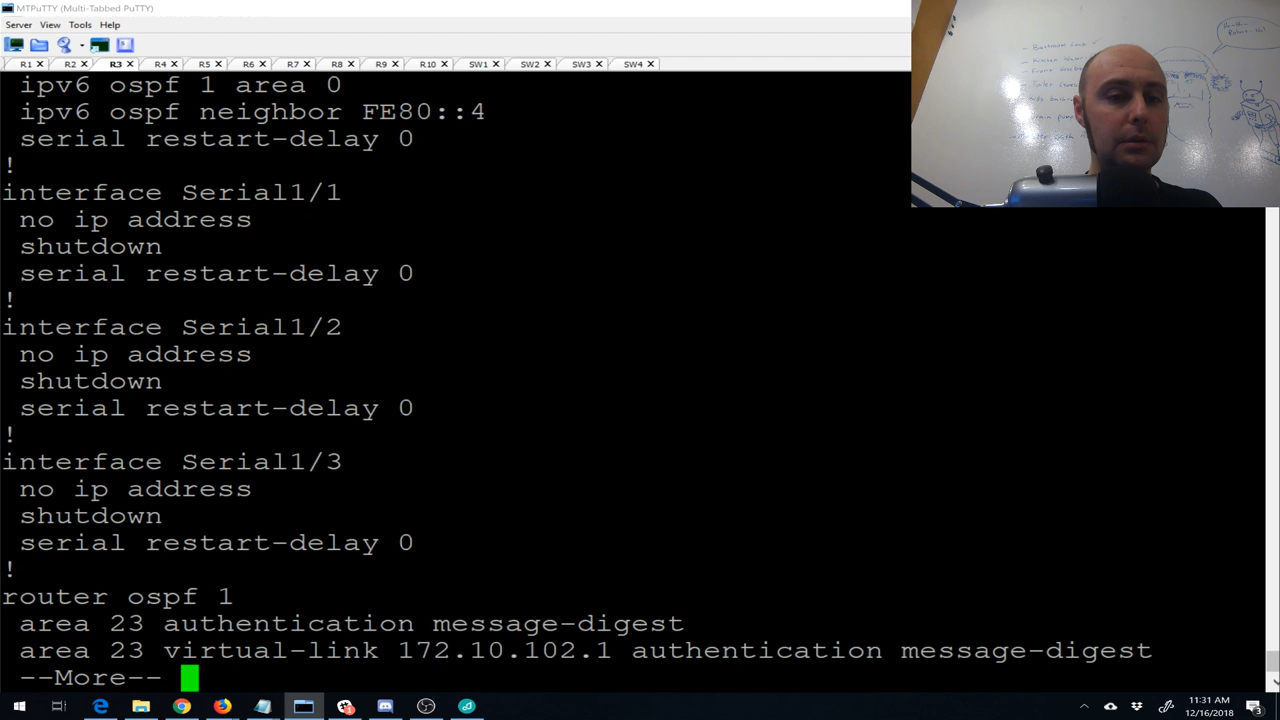 MTPuTTY (Multi-Tabbed PuTTY)
Server View Tools Help
R1 R2 R3 R4 R5 R6 R7 R8 R9 R10 SW1 SW2 SW3 SW4
ipv6 ospf 1 area 0
ipv6 ospf neighbor FE80::4
serial restart-delay 0
!
interface Serial1/1
no ip address
shutdown
serial restart-delay 0
!
interface Serial1/2
no ip address
shutdown
serial restart-delay 0
!
interface Serial1/3
no ip address
shutdown
serial restart-delay 0
!
router ospf 1
area 23 authentication message-digest
area 23 virtual-link 172.10.102.1 authentication message-digest
--More--
11:31 AM
12/16/2018
3